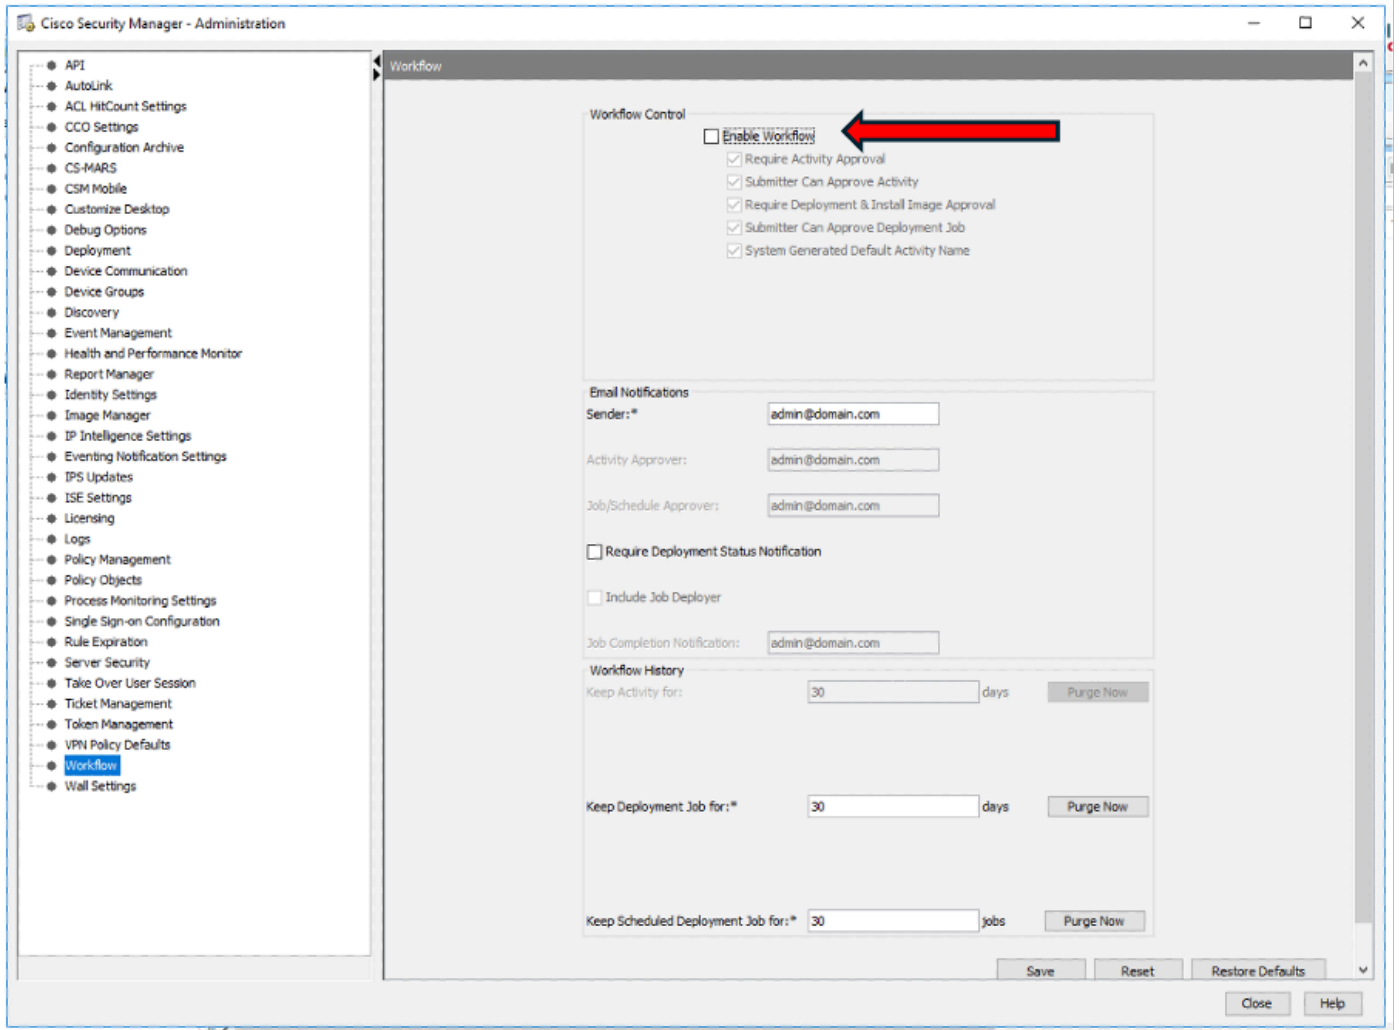 Cisco Security Manager - Administration
API
AutoLink
ACL HitCount Settings
CCO Settings
Configuration Archive
CS-MARS
CSM Mobile
Customize Desktop
Debug Options
Deployment
Device Communication
Device Groups
Discovery
Event Management
Health and Performance Monitor
Report Manager
Identity Settings
Image Manager
IP Intelligence Settings
Eventing Notification Settings
IPS Updates
ISE Settings
Licensing
Logs
Policy Management
Policy Objects
Process Monitoring Settings
Single Sign-on Configuration
Rule Expiration
Server Security
Take Over User Session
Ticket Management
Token Management
VPN Policy Defaults
Workflow
Wall Settings
Workflow
Workflow Control
Enable Workflow
Require Activity Approval
Submitter Can Approve Activity
Require Deployment & Install Image Approval
Submitter Can Approve Deployment Job
System Generated Default Activity Name
Email Notifications
Sender:* admin@domain.com
Activity Approver: admin@domain.com
Job/Schedule Approver: admin@domain.com
Require Deployment Status Notification
Include Job Deployer
Job Completion Notification: admin@domain.com
Workflow History
Keep Activity for: 30 days Purge Now
Keep Deployment Job for:* 30 days Purge Now
Keep Scheduled Deployment Job for:* 30 jobs Purge Now
Save Reset Restore Defaults
Close Help